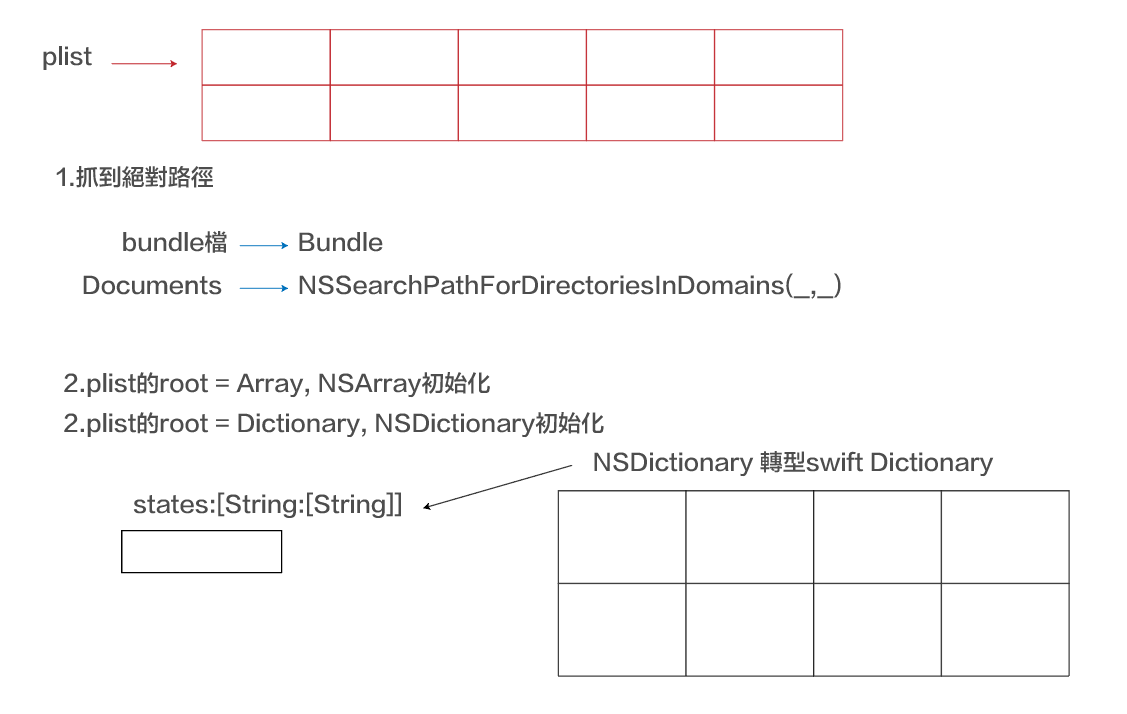 plist
1.抓到絕對路徑
bundle檔 Bundle
Documents NSSearchPathForDirectoriesInDomains(_,_)
2.plist的root = Array, NSArray初始化
2.plist的root = Dictionary, NSDictionary初始化
NSDictionary 轉型swift Dictionary
states:[String:[String]]